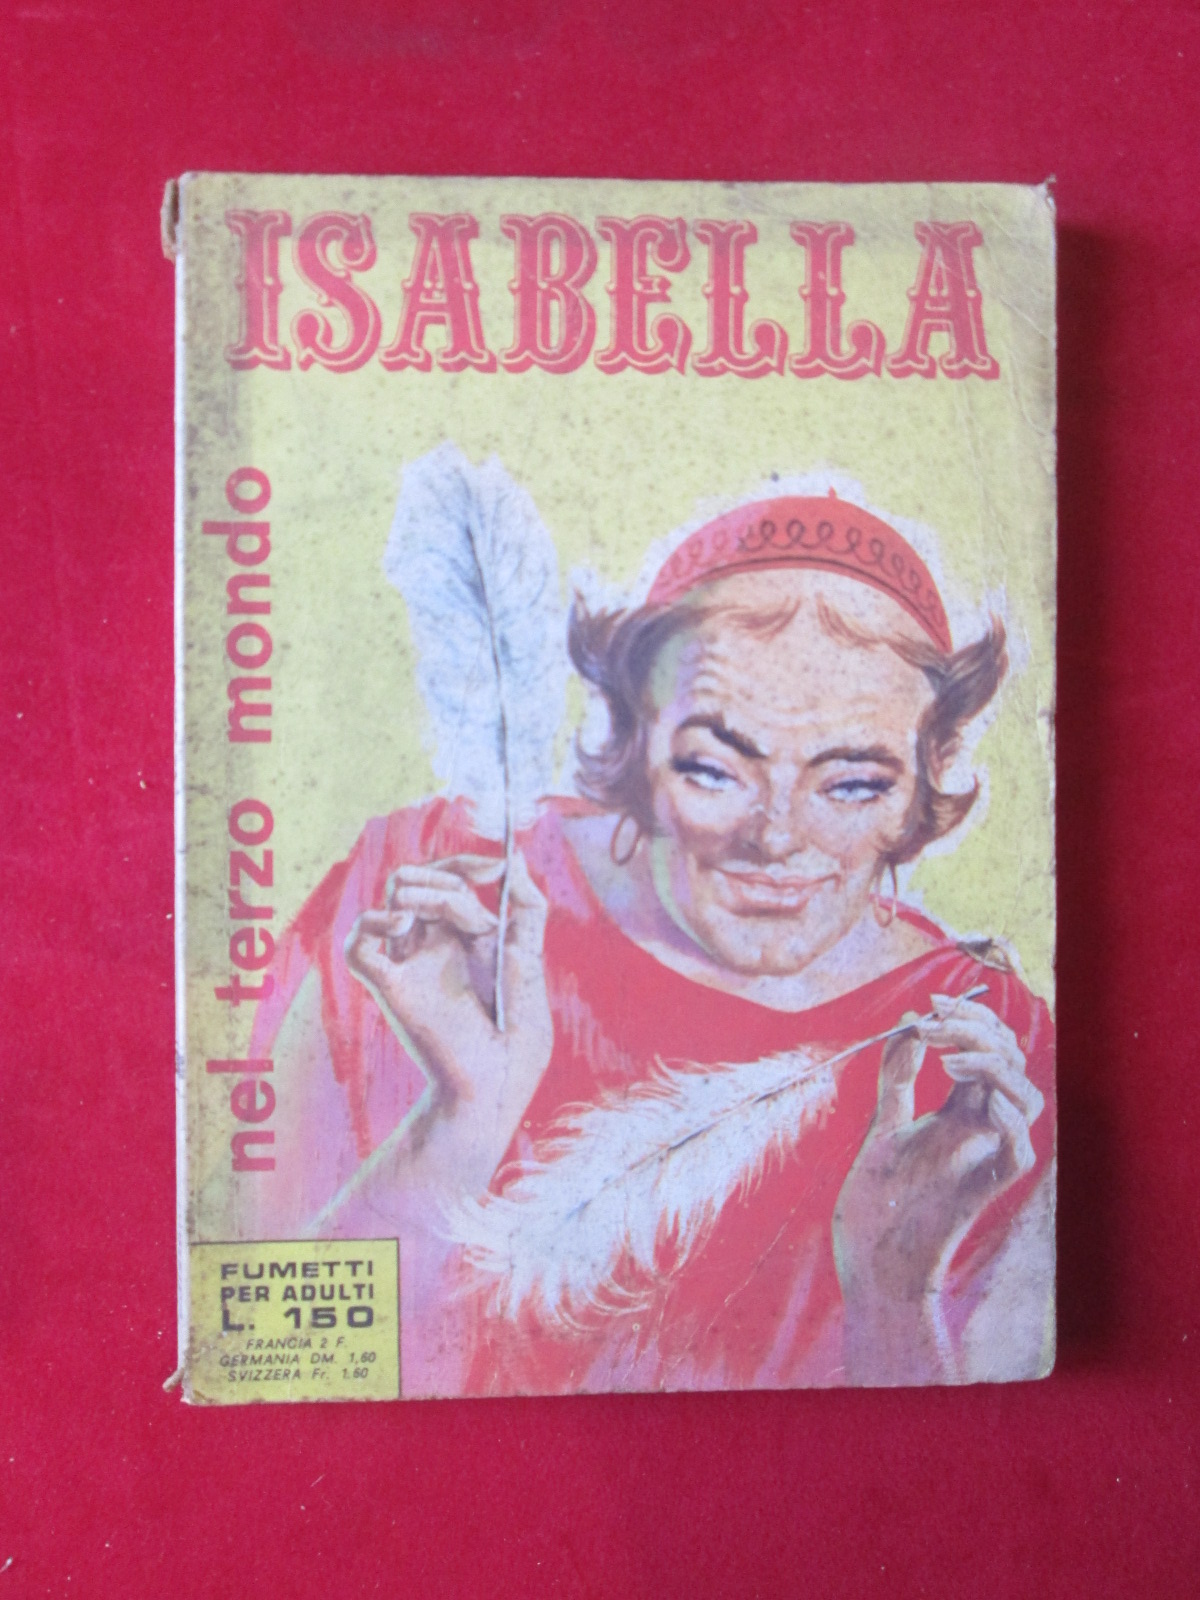 ISABELLA
nel terzo mondo
FUMETTI
PER ADULTI
L. 150
FRANCIA 2 F.
GERMANIA DM. 1,60
SVIZZERA Fr. 1.60